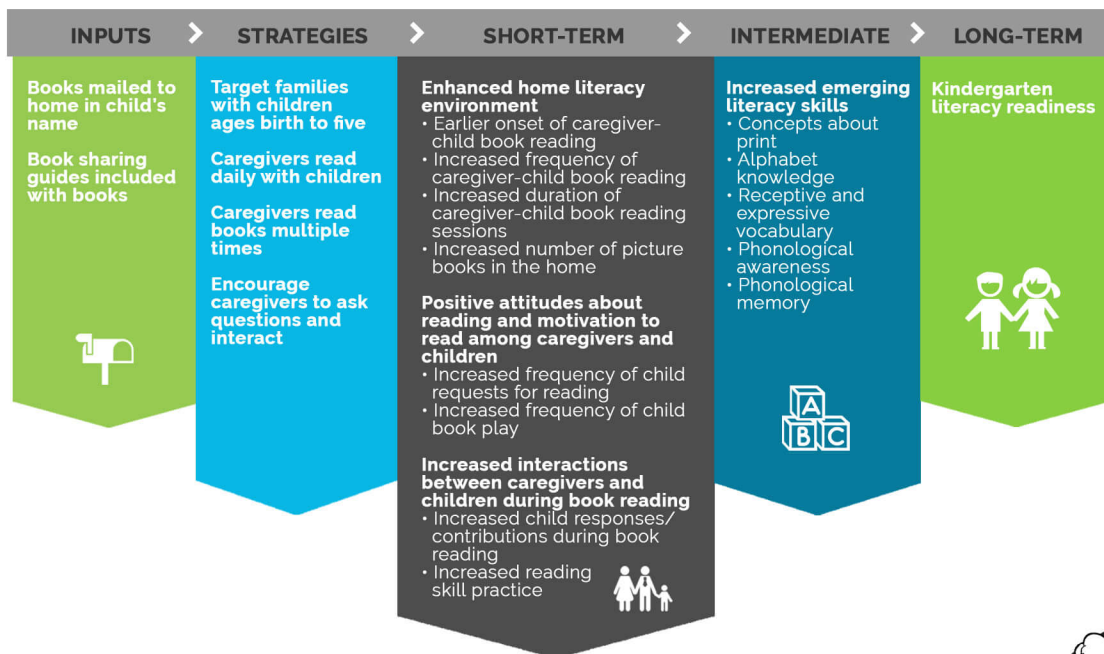 INPUTS
STRATEGIES
SHORT-TERM
INTERMEDIATE
LONG-TERM
Books mailed to
home in child's
name
Book sharing
guides included
with books
Target families
with children
ages birth to five
Caregivers read
daily with children
Caregivers read
books multiple
times
Encourage
caregivers to ask
questions and
interact
Enhanced home literacy
environment
• Earlier onset of caregiver-
child book reading
• Increased frequency of
caregiver-child book reading
• Increased duration of
caregiver-child book reading
sessions
• Increased number of picture
books in the home
Positive attitudes about
reading and motivation to
read among caregivers and
children
• Increased frequency of child
requests for reading
• Increased frequency of child
book play
Increased interactions
between caregivers and
children during book reading
• Increased child responses/
contributions during book
reading
• Increased reading
skill practice
Increased emerging
literacy skills
• Concepts about
print
• Alphabet
knowledge
• Receptive and
expressive
vocabulary
• Phonological
awareness
• Phonological
memory
A
B C
Kindergarten
literacy readiness